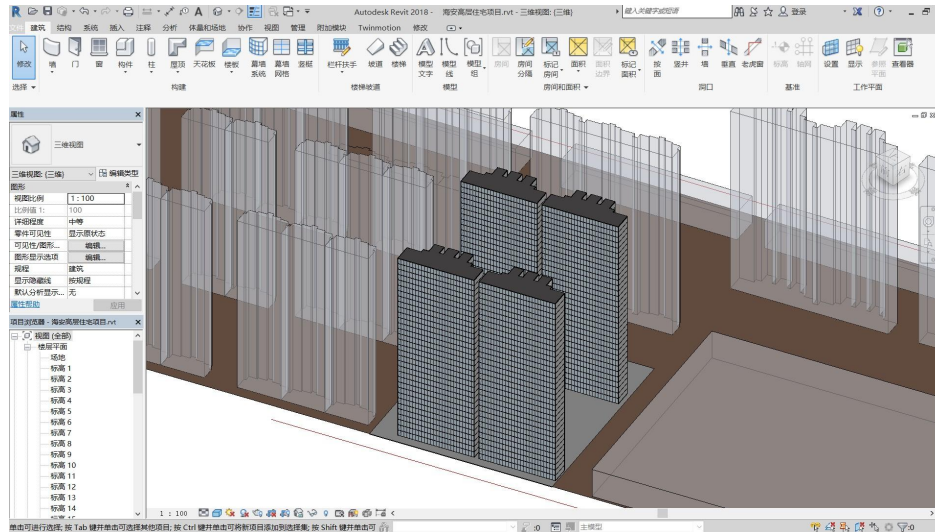 Autodesk Revit 2018 - 海安高层住宅项目.rvt - 三维视图: {三维} 键入关键字或短语 登录
建筑 结构 系统 插入 注释 分析 体量和场地 协作 视图 管理 附加模块 Twinmotion 修改
修改 墙 门 窗 构件 柱 屋顶 天花板 楼板 幕墙系统 幕墙网格 竖梃 栏杆扶手 坡道 楼梯 模型文字 模型线 模型组 房间 房间分隔 标记房间 面积 面积边界 标记面积 按面 竖井 墙 垂直 老虎窗 标高 轴网 设置 显示 参照平面 查看器
选择 构建 楼梯坡道 模型 房间和面积 洞口 基准 工作平面
属性
三维视图
三维视图: {三维} 编辑类型
图形
视图比例 1 : 100
比例值 1: 100
详细程度 中等
零件可见性 显示原状态
可见性/图形... 编辑...
图形显示选项 编辑...
规程 建筑
显示隐藏线 按规程
默认分析显示... 无
属性帮助 应用
项目浏览器 - 海安高层住宅项目.rvt
视图 (全部)
楼层平面
场地
标高 1
标高 2
标高 3
标高 4
标高 5
标高 6
标高 7
标高 8
标高 9
标高 10
标高 11
标高 12
标高 13
标高 14
1 : 100
单击可进行选择; 按 Tab 键并单击可选择其他项目; 按 Ctrl 键并单击可将新项目添加到选择集; 按 Shift 键并单击可 :0 主模型 :0